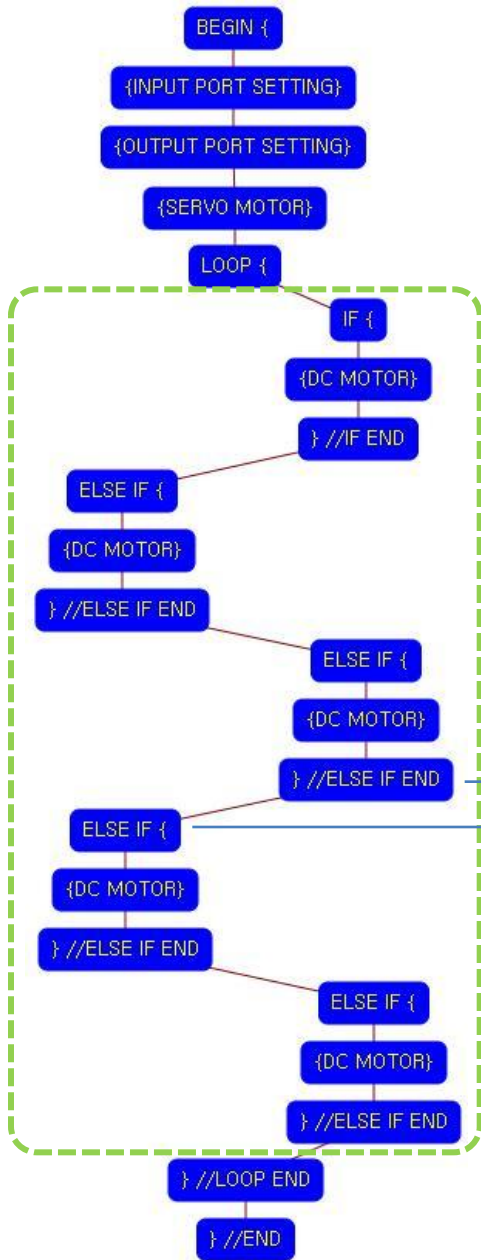 BEGIN {
{INPUT PORT SETTING}
{OUTPUT PORT SETTING}
{SERVO MOTOR}
LOOP {
IF {
{DC MOTOR}
} //IF END
ELSE IF {
{DC MOTOR}
} //ELSE IF END
ELSE IF {
{DC MOTOR}
} //ELSE IF END
ELSE IF {
{DC MOTOR}
} //ELSE IF END
ELSE IF {
{DC MOTOR}
} //ELSE IF END
} //LOOP END
} //END